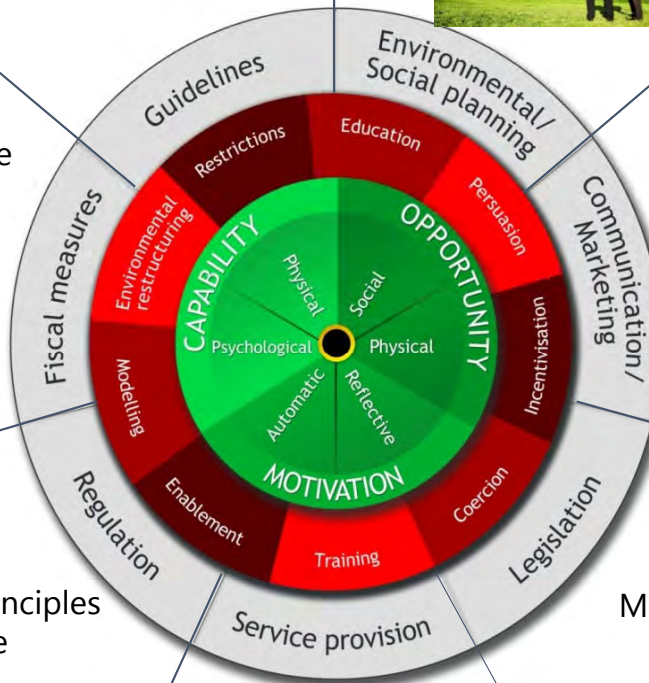 Guidelines
Environmental/
Social planning
Communication/
Marketing
Legislation
Service provision
Regulation
Fiscal measures
Restrictions
Education
Persuasion
Incentivisation
Coercion
Training
Enablement
Modelling
Environmental
restructuring
CAPABILITY
OPPORTUNITY
MOTIVATION
Physical
Social
Psychological
Physical
Automatic
Reflective
e
nciples
e
M